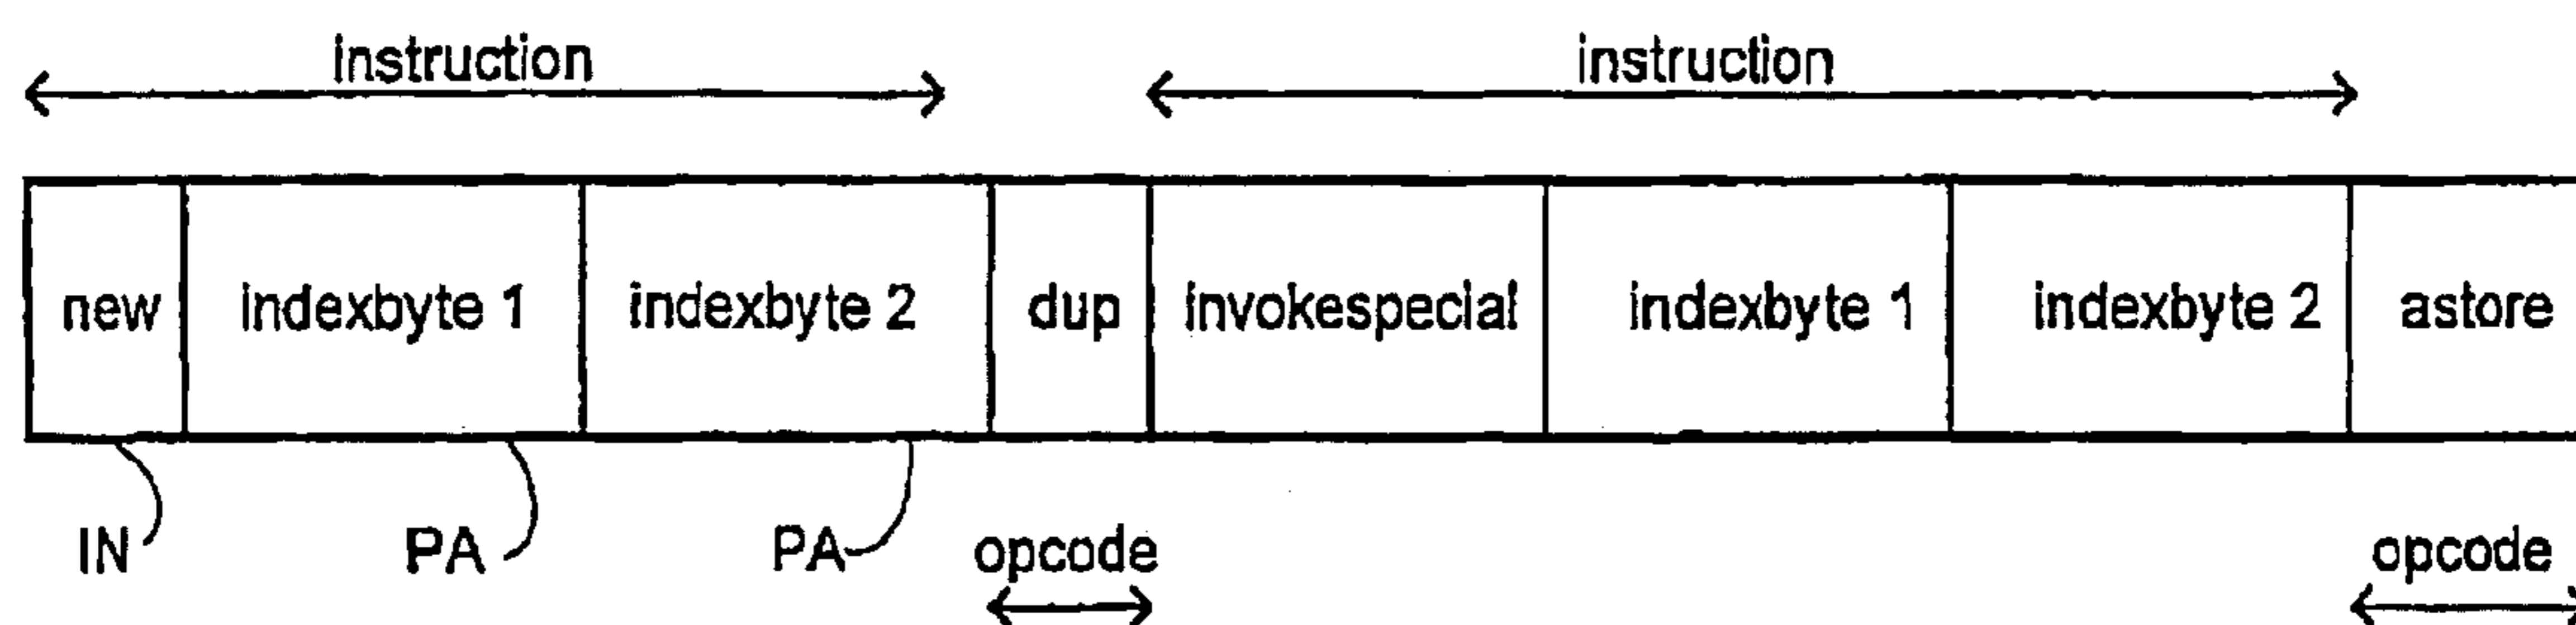 instruction instruction
new indexbyte 1 indexbyte 2 dup invokespecial indexbyte 1 indexbyte 2 astore
IN PA PA opcode opcode